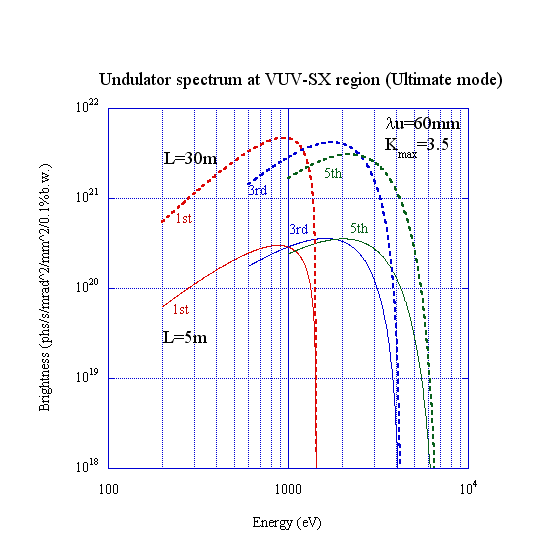 Undulator spectrum at VUV-SX region (Ultimate mode)
10^22
λu=60mm
K_max=3.5
L=30m
5th
3rd
10^21
1st
3rd
5th
10^20
1st
L=5m
10^19
10^18
100
1000
10^4
Energy (eV)
Brightness (phs/s/mrad^2/mm^2/0.1%b.w.)